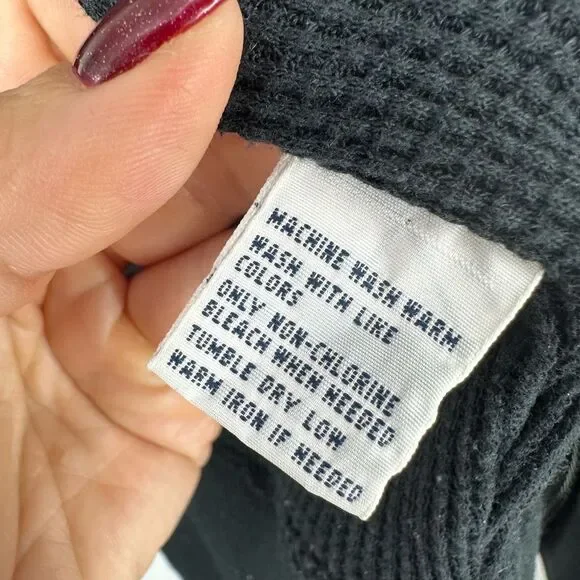 MACHINE WASH WARM
WASH WITH LIKE
COLORS
ONLY NON-CHLORINE
BLEACH WHEN NEEDED
TUMBLE DRY LOW
WARM IRON IF NEEDED